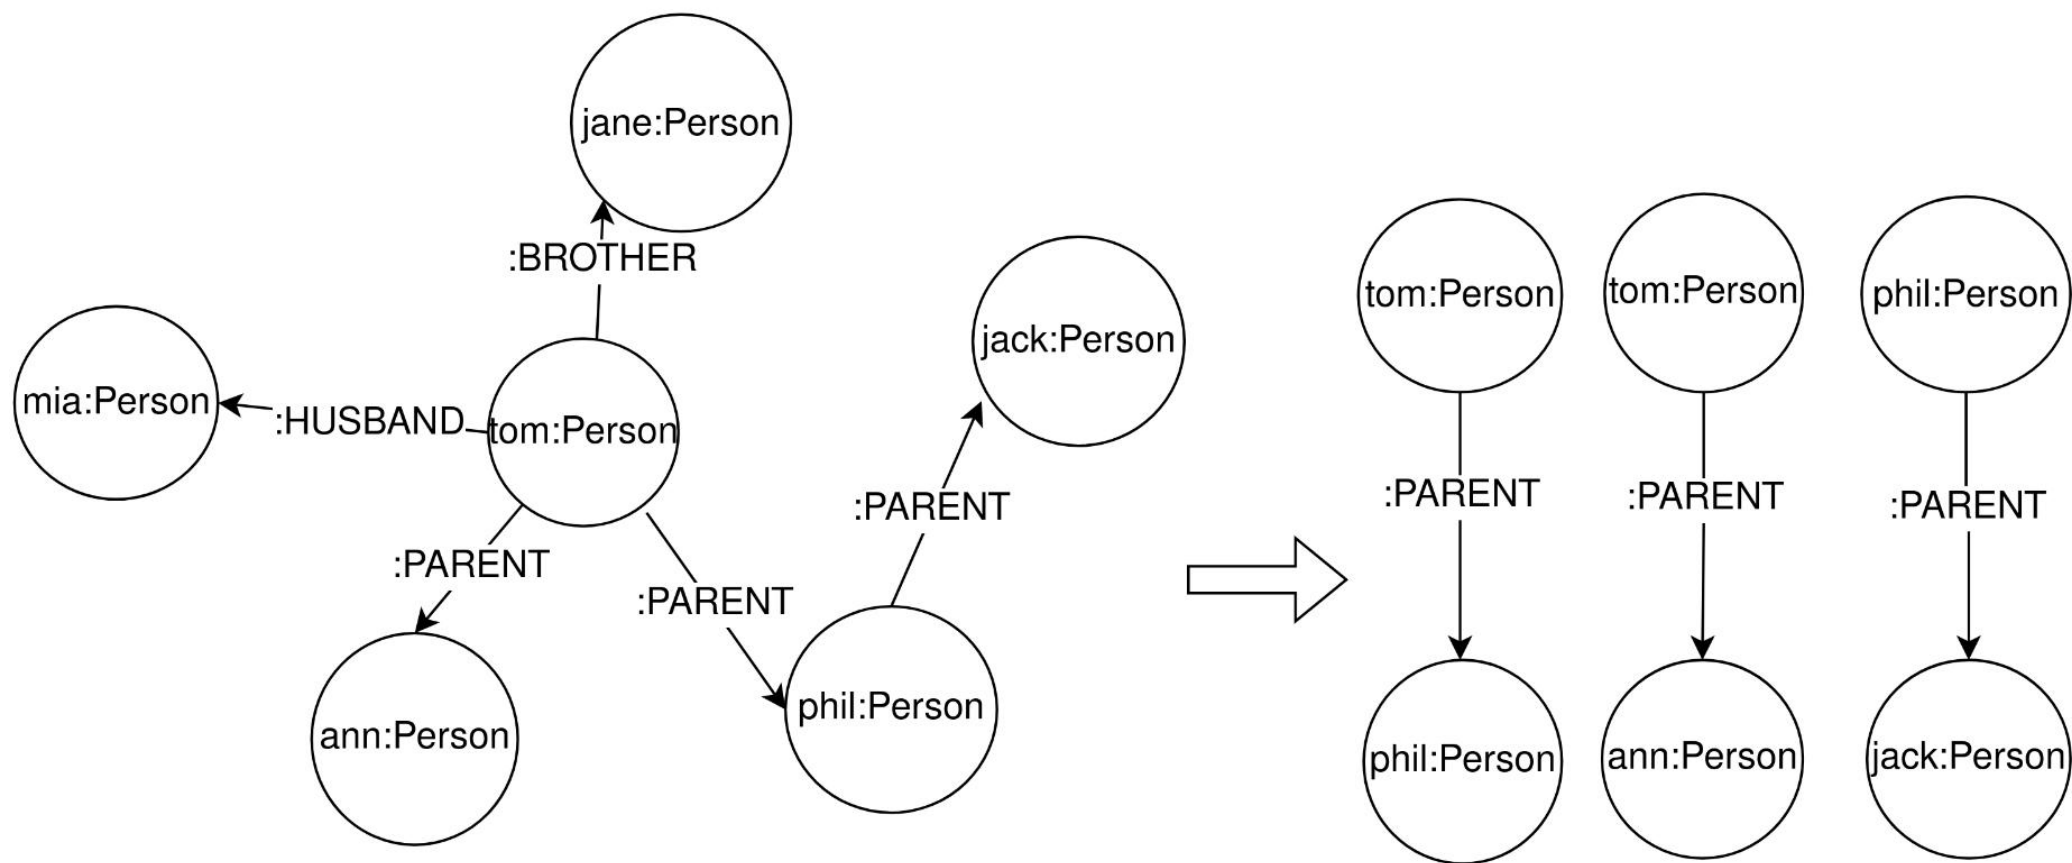 jane:Person
:BROTHER
jack:Person
mia:Person
:HUSBAND
tom:Person
:PARENT
:PARENT
:PARENT
ann:Person
phil:Person
tom:Person
tom:Person
phil:Person
:PARENT
:PARENT
:PARENT
phil:Person
ann:Person
jack:Person